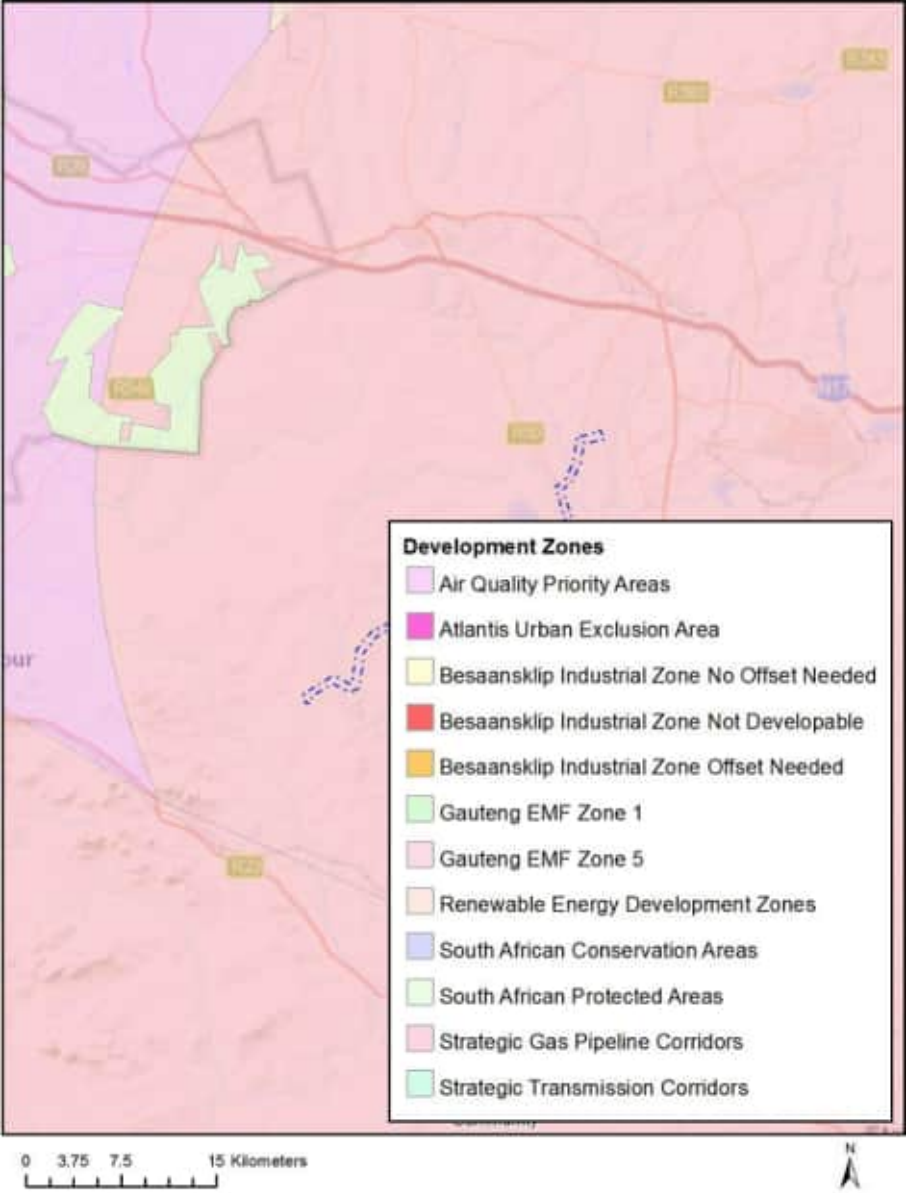 N17
our
Development Zones
Air Quality Priority Areas
Atlantis Urban Exclusion Area
Besaansklip Industrial Zone No Offset Needed
Besaansklip Industrial Zone Not Developable
Besaansklip Industrial Zone Offset Needed
Gauteng EMF Zone 1
Gauteng EMF Zone 5
Renewable Energy Development Zones
South African Conservation Areas
South African Protected Areas
Strategic Gas Pipeline Corridors
Strategic Transmission Corridors
R23
0 3.75 7.5 15 Kilometers
N